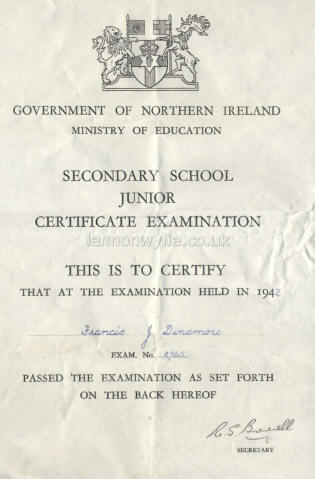 GOVERNMENT OF NORTHERN IRELAND
MINISTRY OF EDUCATION
SECONDARY SCHOOL
JUNIOR
CERTIFICATE EXAMINATION
lennonwylie.co.uk
THIS IS TO CERTIFY
THAT AT THE EXAMINATION HELD IN 1942
Francis J Dinsmore
EXAM. No.
PASSED THE EXAMINATION AS SET FORTH
ON THE BACK HEREOF
R.S.
SECRETARY